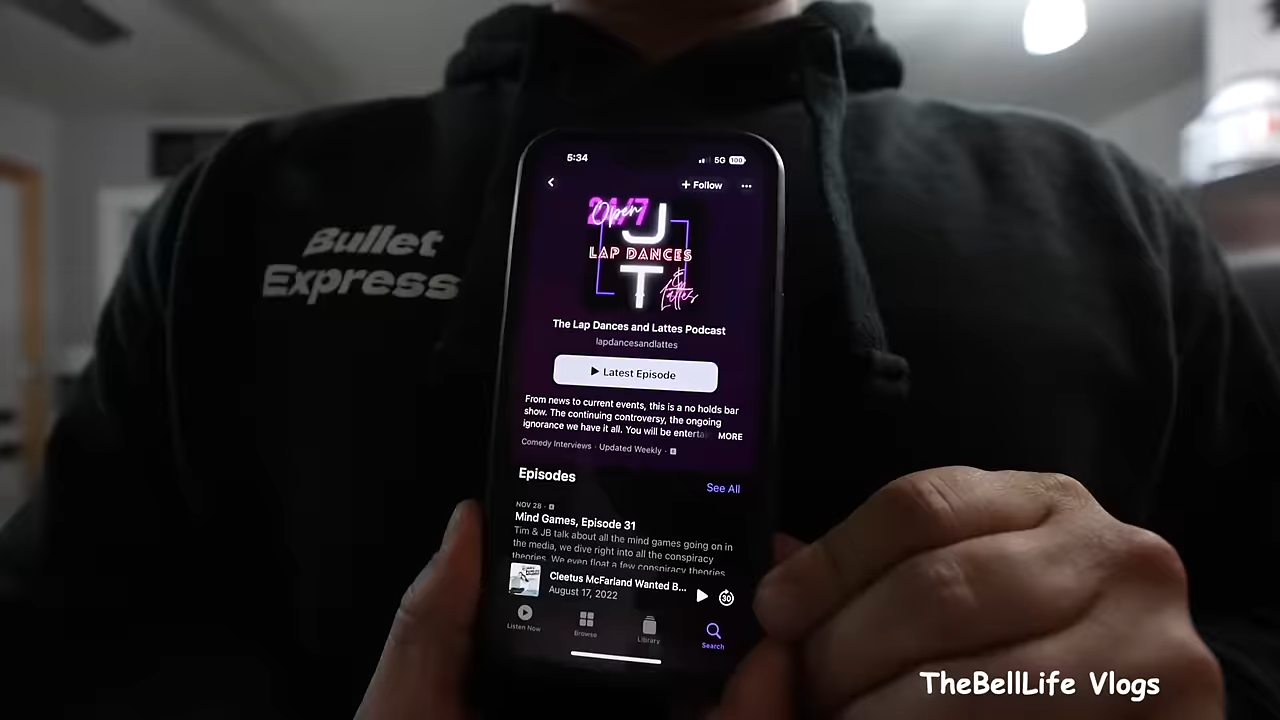 Bullet
Express
5:34
5G 100
+ Follow
24/7
Open
J
LAP DANCES
T
& Lattes
The Lap Dances and Lattes Podcast
lapdancesandlattes
Latest Episode
From news to current events, this is a no holds bar
show. The continuing controversy, the ongoing
ignorance we have it all. You will be enterta MORE
Comedy Interviews · Updated Weekly · E
Episodes
See All
NOV 28 · E
Mind Games, Episode 31
Tim & JB talk about all the mind games going on in
the media, we dive right into all the conspiracy
theories. We even float a few conspiracy theories
Cleetus McFarland Wanted B...
August 17, 2022
30
Listen Now
Browse
Library
Search
TheBellLife Vlogs